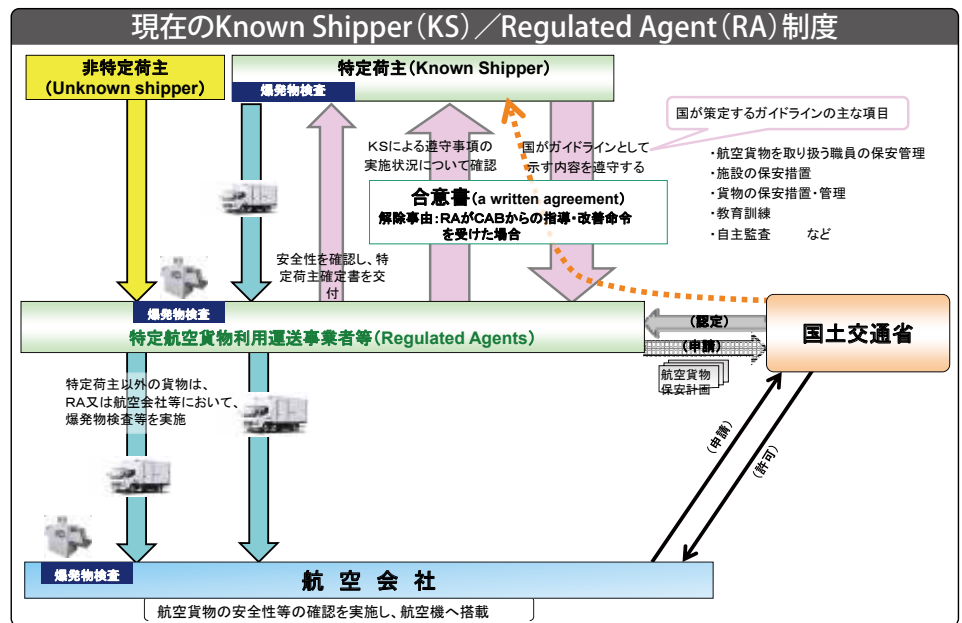 現在のKnown Shipper(KS)／Regulated Agent(RA)制度
非特定荷主
(Unknown shipper)
特定荷主(Known Shipper)
爆発物検査
国が策定するガイドラインの主な項目
・航空貨物を取り扱う職員の保安管理
・施設の保安措置
・貨物の保安措置・管理
・教育訓練
・自主監査　　など
KSによる遵守事項の
実施状況について確認
国がガイドラインとして
示す内容を遵守する
合意書(a written agreement)
解除事由:RAがCABからの指導・改善命令
を受けた場合
安全性を確認し、特
定荷主確定書を交
付
爆発物検査
特定航空貨物利用運送事業者等(Regulated Agents)
(認定)
(申請)
国土交通省
航空貨物
保安計画
特定荷主以外の貨物は、
RA又は航空会社等において、
爆発物検査等を実施
(申請)
(許可)
爆発物検査
航空会社
航空貨物の安全性等の確認を実施し、航空機へ搭載